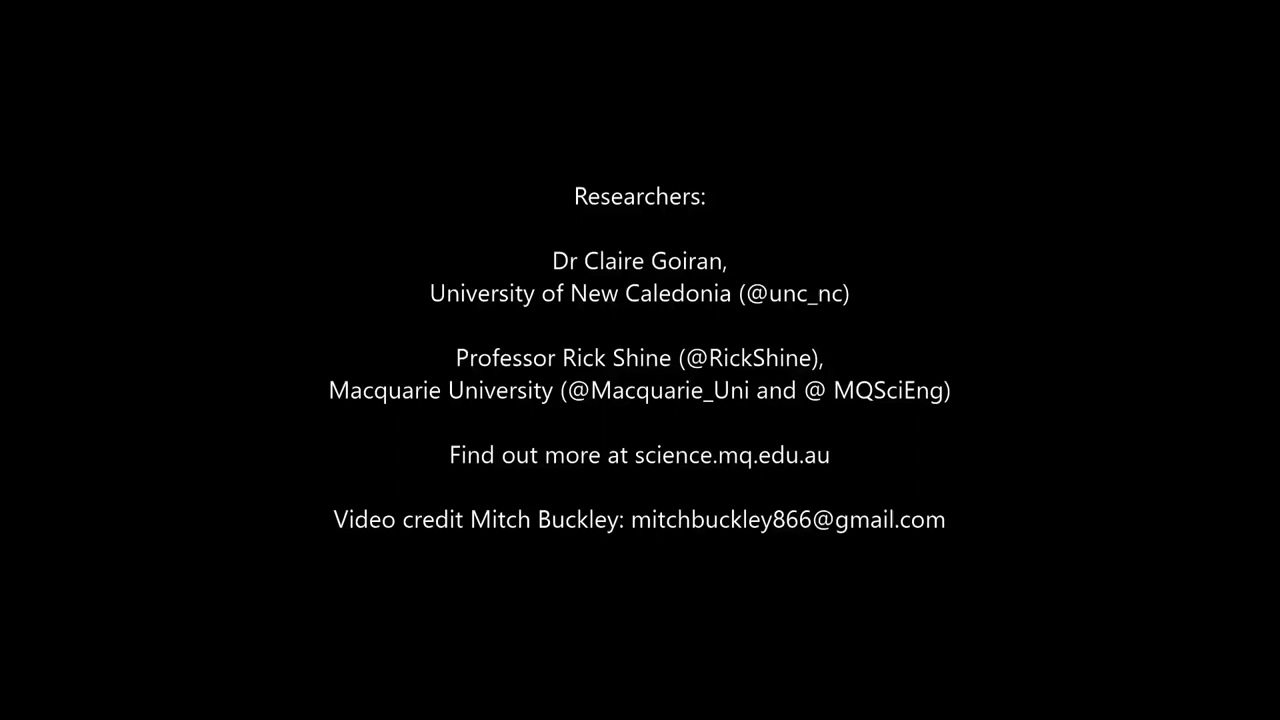 Researchers:
Dr Claire Goiran,
University of New Caledonia (@unc_nc)
Professor Rick Shine (@RickShine),
Macquarie University (@Macquarie_Uni and @ MQSciEng)
Find out more at science.mq.edu.au
Video credit Mitch Buckley: mitchbuckley866@gmail.com